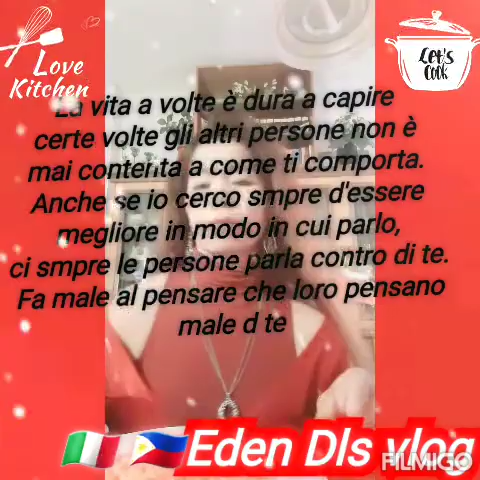 Love
Kitchen
Let's
Cook
La vita a volte è dura a capire
certe volte gli altri persone non è
mai contenta a come ti comporta.
Anche se io cerco smpre d'essere
megliore in modo in cui parlo,
ci smpre le persone parla contro di te.
Fa male al pensare che loro pensano
male d te
Eden Dls vlog
FILMIGO